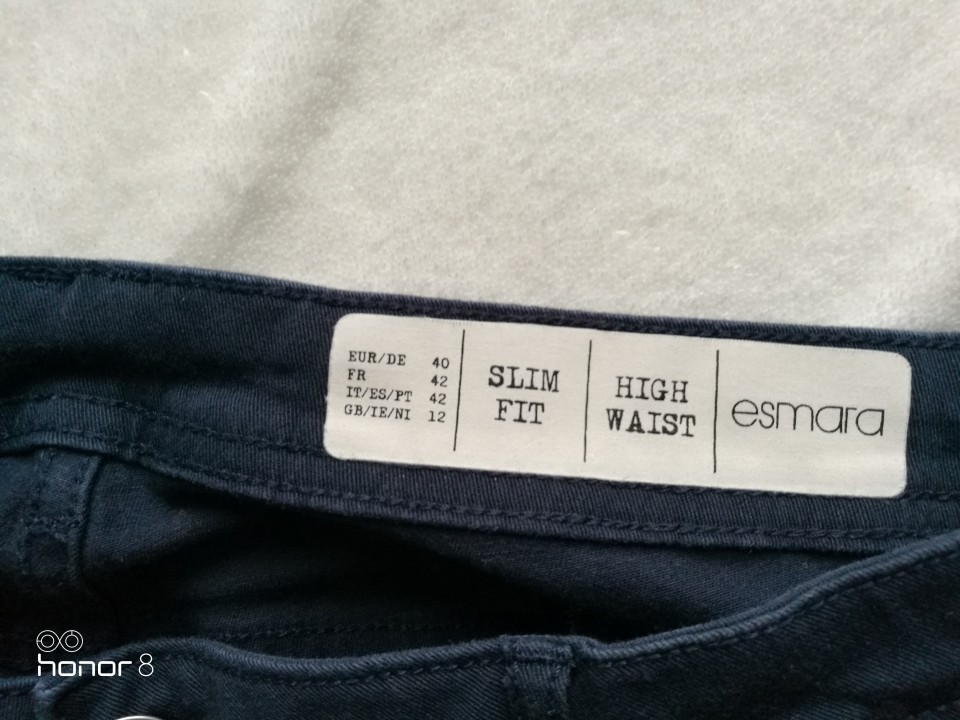 EUR/DE 40
FR 42
IT/ES/PT 42
GB/IE/NI 12
SLIM
FIT
HIGH
WAIST
esmara
honor 8